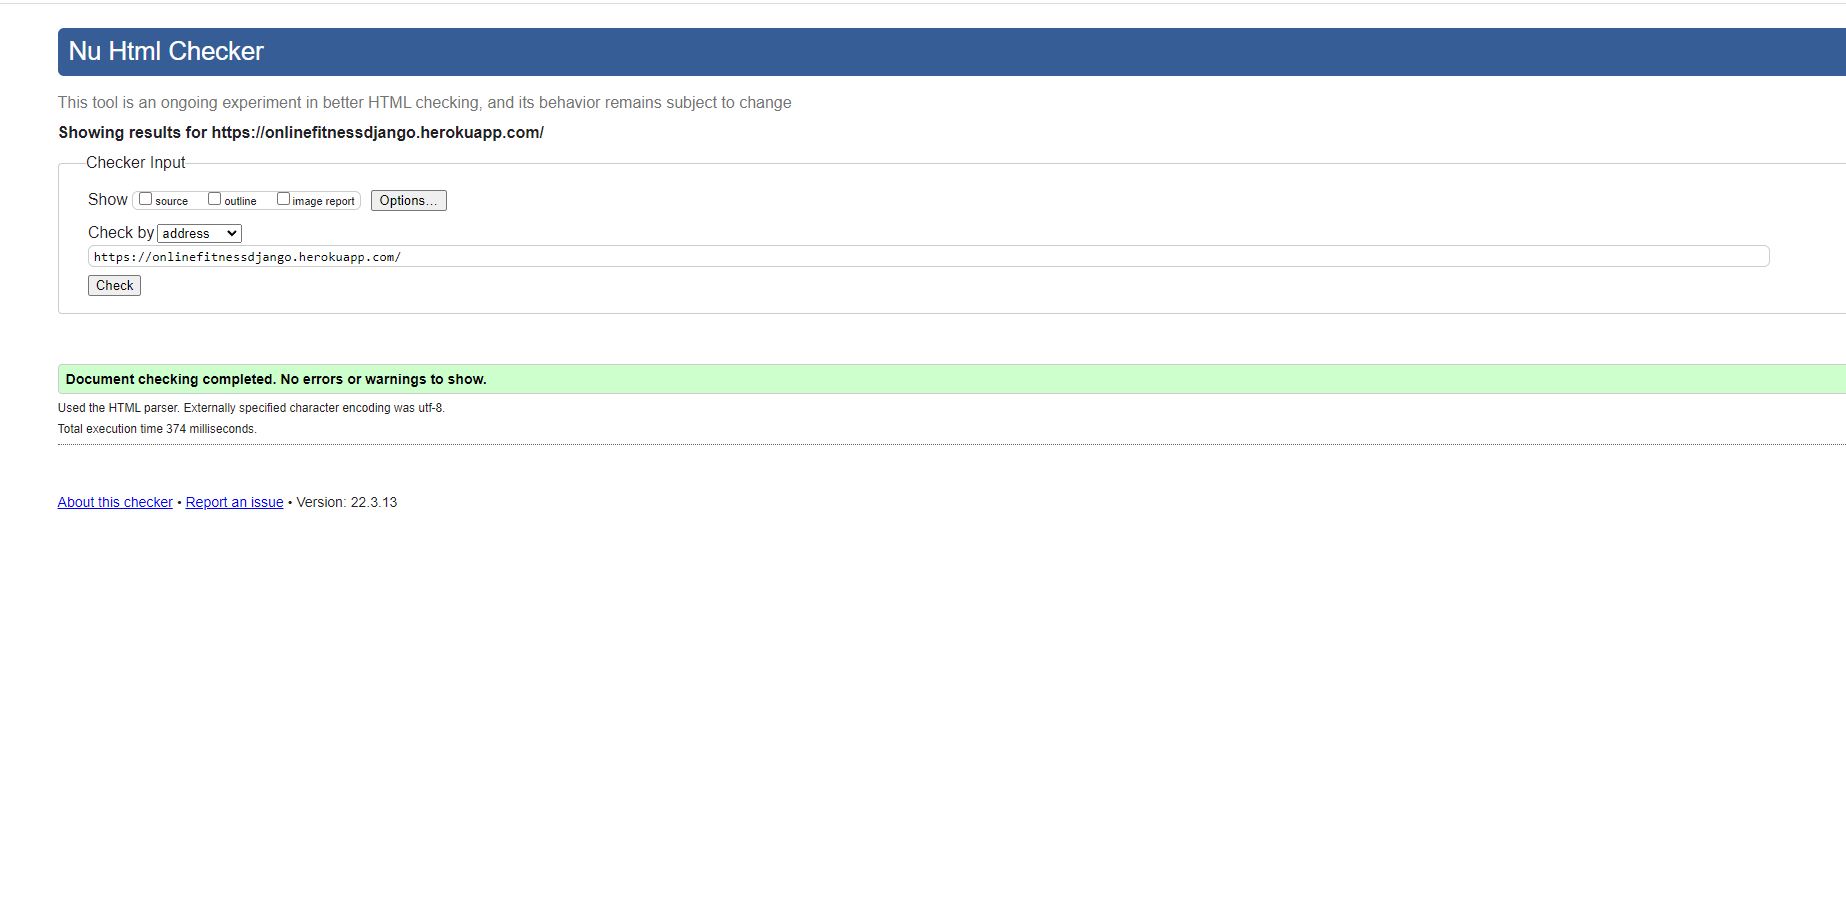 Nu Html Checker
This tool is an ongoing experiment in better HTML checking, and its behavior remains subject to change
Showing results for https://onlinefitnessdjango.herokuapp.com/
Checker Input
Show source outline image report Options...
Check by address
https://onlinefitnessdjango.herokuapp.com/
Check
Document checking completed. No errors or warnings to show.
Used the HTML parser. Externally specified character encoding was utf-8.
Total execution time 374 milliseconds.
About this checker • Report an issue • Version: 22.3.13